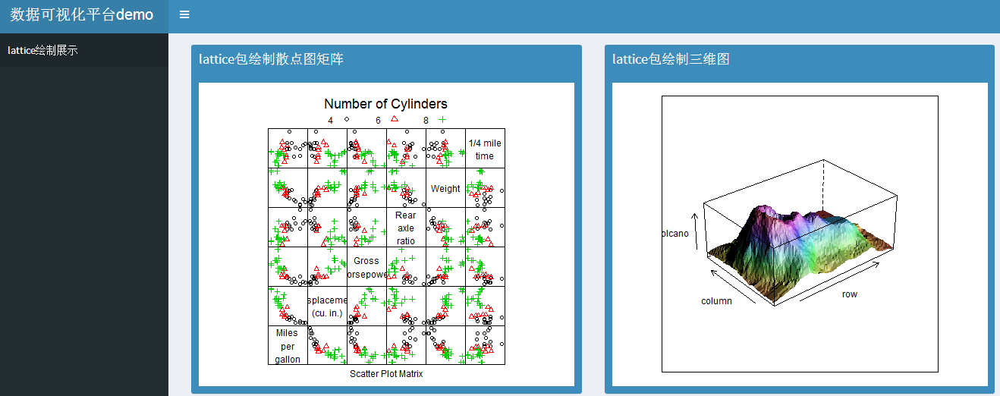 数据可视化平台demo
lattice绘制展示
lattice包绘制散点图矩阵
Number of Cylinders
4 6 8
1/4 mile
time
Weight
Rear
axle
ratio
Gross
orsepowe
splaceme
(cu. in.)
Miles
per
gallon
Scatter Plot Matrix
lattice包绘制三维图
olcano
column
row